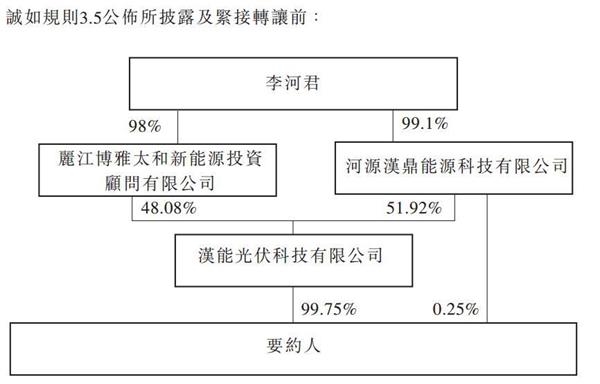 誠如規則3.5公佈所披露及緊接轉讓前：
李河君
98%
99.1%
麗江博雅太和新能源投資
顧問有限公司
河源漢鼎能源科技有限公司
48.08%
51.92%
漢能光伏科技有限公司
99.75%
0.25%
要約人